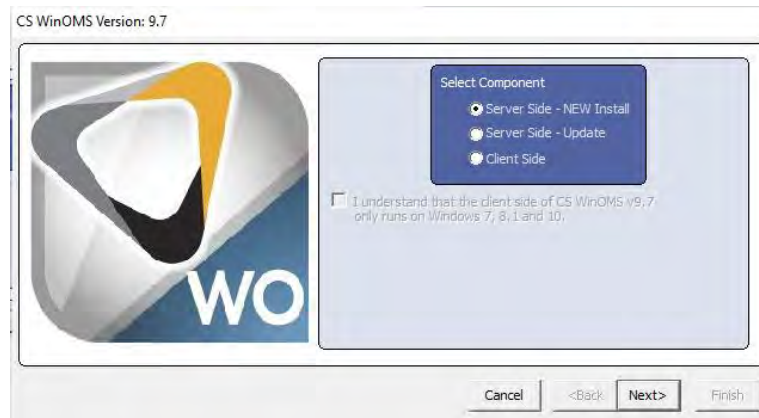 CS WinOMS Version: 9.7
Select Component
Server Side - NEW Install
Server Side - Update
Client Side
I understand that the client side of CS WinOMS v9.7
only runs on Windows 7, 8.1 and 10.
WO
Cancel
<Back
Next>
Finish